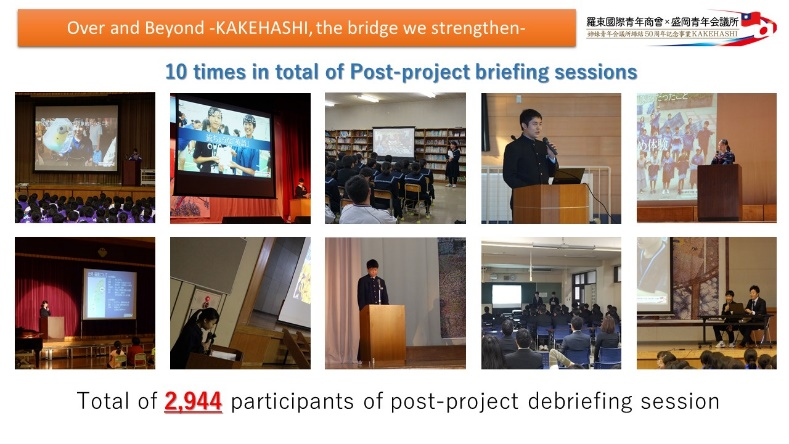 Over and Beyond -KAKEHASHI, the bridge we strengthen-
羅東國際青年商會×盛岡青年会議所
姉妹青年会議所締結50周年記念事業KAKEHASHI
10 times in total of Post-project briefing sessions
Total of 2,944 participants of post-project debriefing session